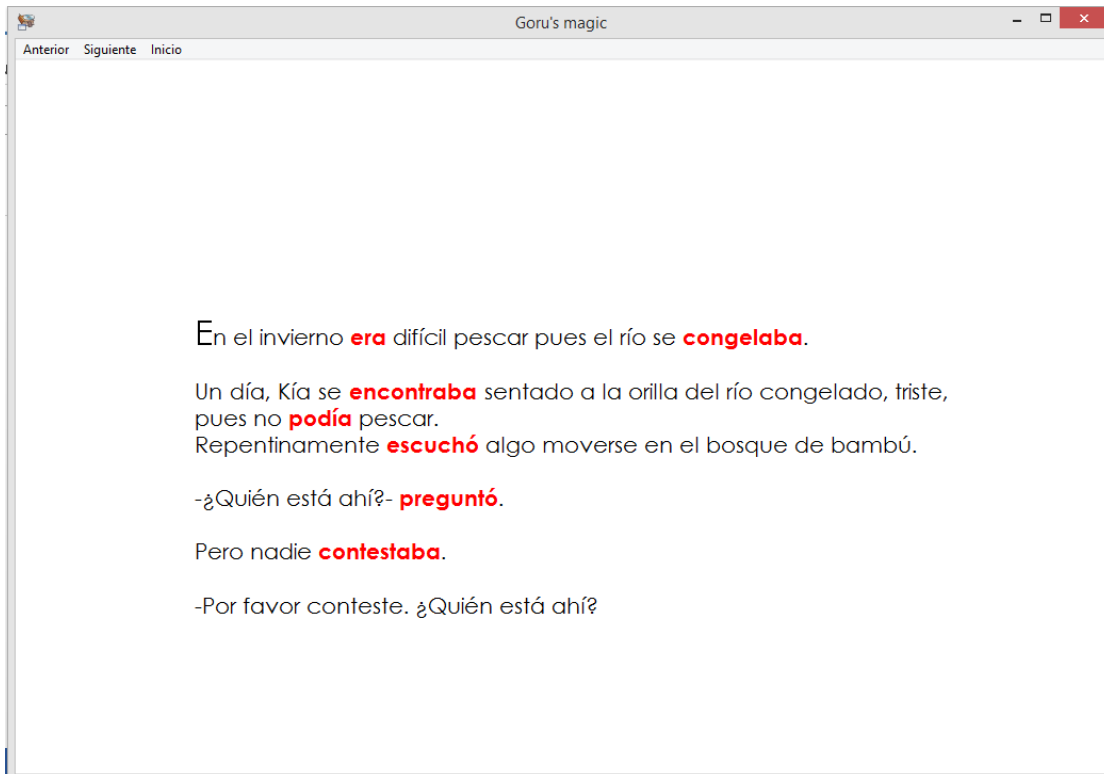 Goru's magic
Anterior Siguiente Inicio
En el invierno era difícil pescar pues el río se congelaba.
Un día, Kía se encontraba sentado a la orilla del río congelado, triste,
pues no podía pescar.
Repentinamente escuchó algo moverse en el bosque de bambú.
-¿Quién está ahí?- preguntó.
Pero nadie contestaba.
-Por favor conteste. ¿Quién está ahí?